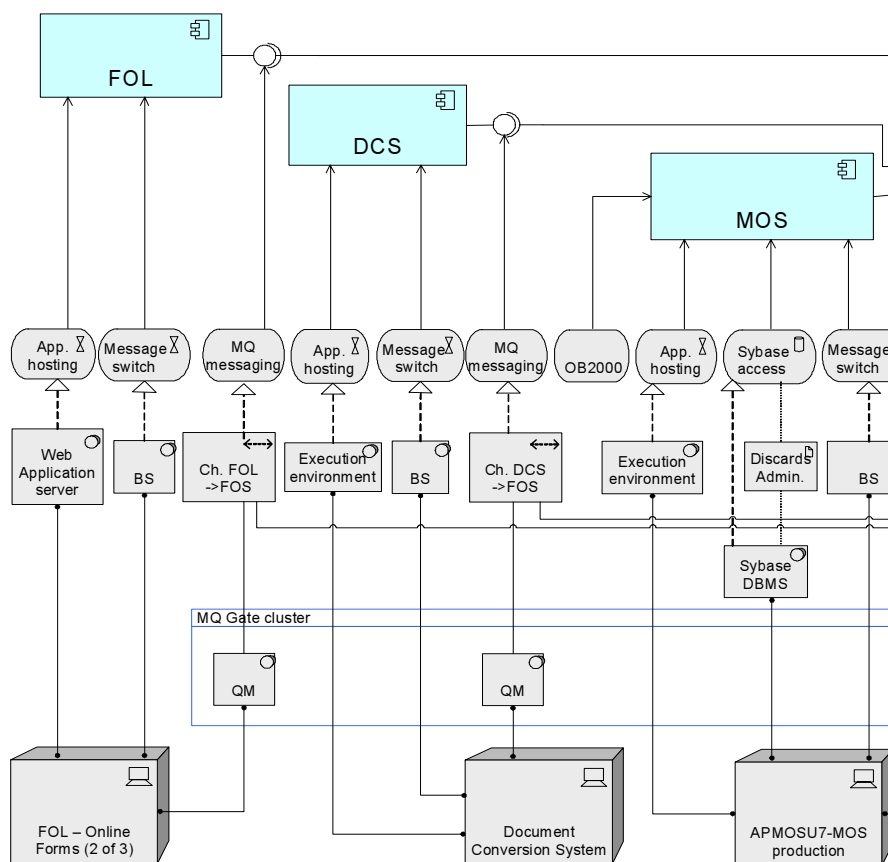 FOL
DCS
MOS
App.
hosting
Message
switch
MQ
messaging
App.
hosting
Message
switch
MQ
messaging
OB2000
App.
hosting
Sybase
access
Message
switch
Web
Application
server
BS
Ch. FOL
->FOS
Execution
environment
BS
Ch. DCS
->FOS
Execution
environment
Discards
Admin.
BS
Sybase
DBMS
MQ Gate cluster
QM
QM
FOL – Online
Forms (2 of 3)
Document
Conversion System
APMOSU7-MOS
production